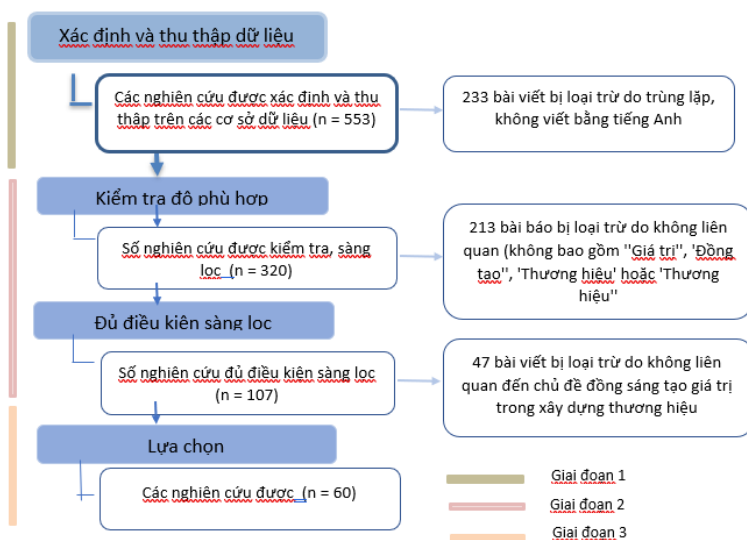 Xác định và thu thập dữ liệu
Các nghiên cứu được xác định và thu
thập trên các cơ sở dữ liệu (n = 553)
233 bài viết bị loại trừ do trùng lặp,
không viết bằng tiếng Anh
Kiểm tra đô phù hơp
Số nghiên cứu được kiểm tra, sàng
lọc (n = 320)
213 bài báo bị loại trừ do không liên
quan (không bao gồm "Giá trị", 'Đồng
tạo", 'Thương hiệu' hoặc 'Thương
hiệu"
Đủ điều kiên sàng loc
Số nghiên cứu đủ điều kiện sàng lọc
(n = 107)
47 bài viết bị loại trừ do không liên
quan đến chủ đề đồng sáng tạo giá trị
trong xây dựng thương hiệu
Lựa chọn
Các nghiên cứu được (n = 60)
Giai đoạn 1
Giai đoạn 2
Giai đoạn 3